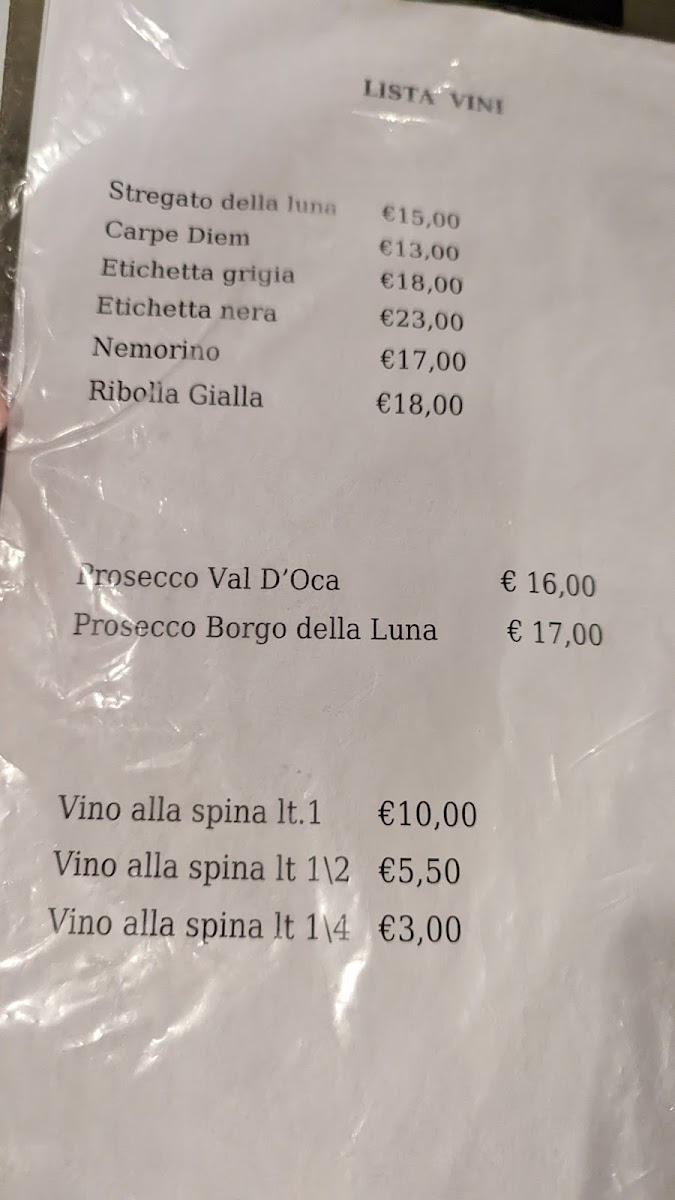 LISTA VINI
Stregato della luna €15,00
Carpe Diem €13,00
Etichetta grigia €18,00
Etichetta nera €23,00
Nemorino €17,00
Ribolla Gialla €18,00
Prosecco Val D'Oca € 16,00
Prosecco Borgo della Luna € 17,00
Vino alla spina lt.1 €10,00
Vino alla spina lt 1\2 €5,50
Vino alla spina lt 1\4 €3,00